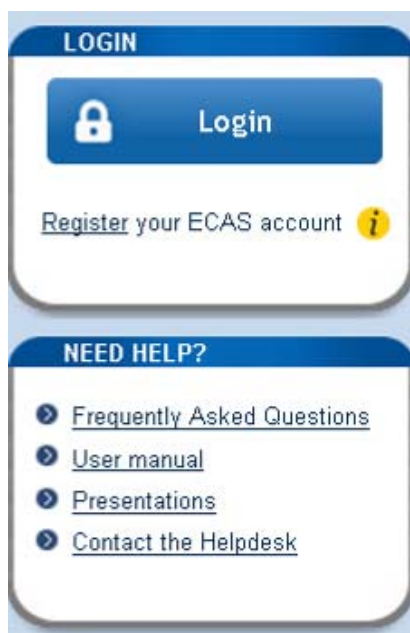 LOGIN
Login
Register your ECAS account i
NEED HELP?
Frequently Asked Questions
User manual
Presentations
Contact the Helpdesk